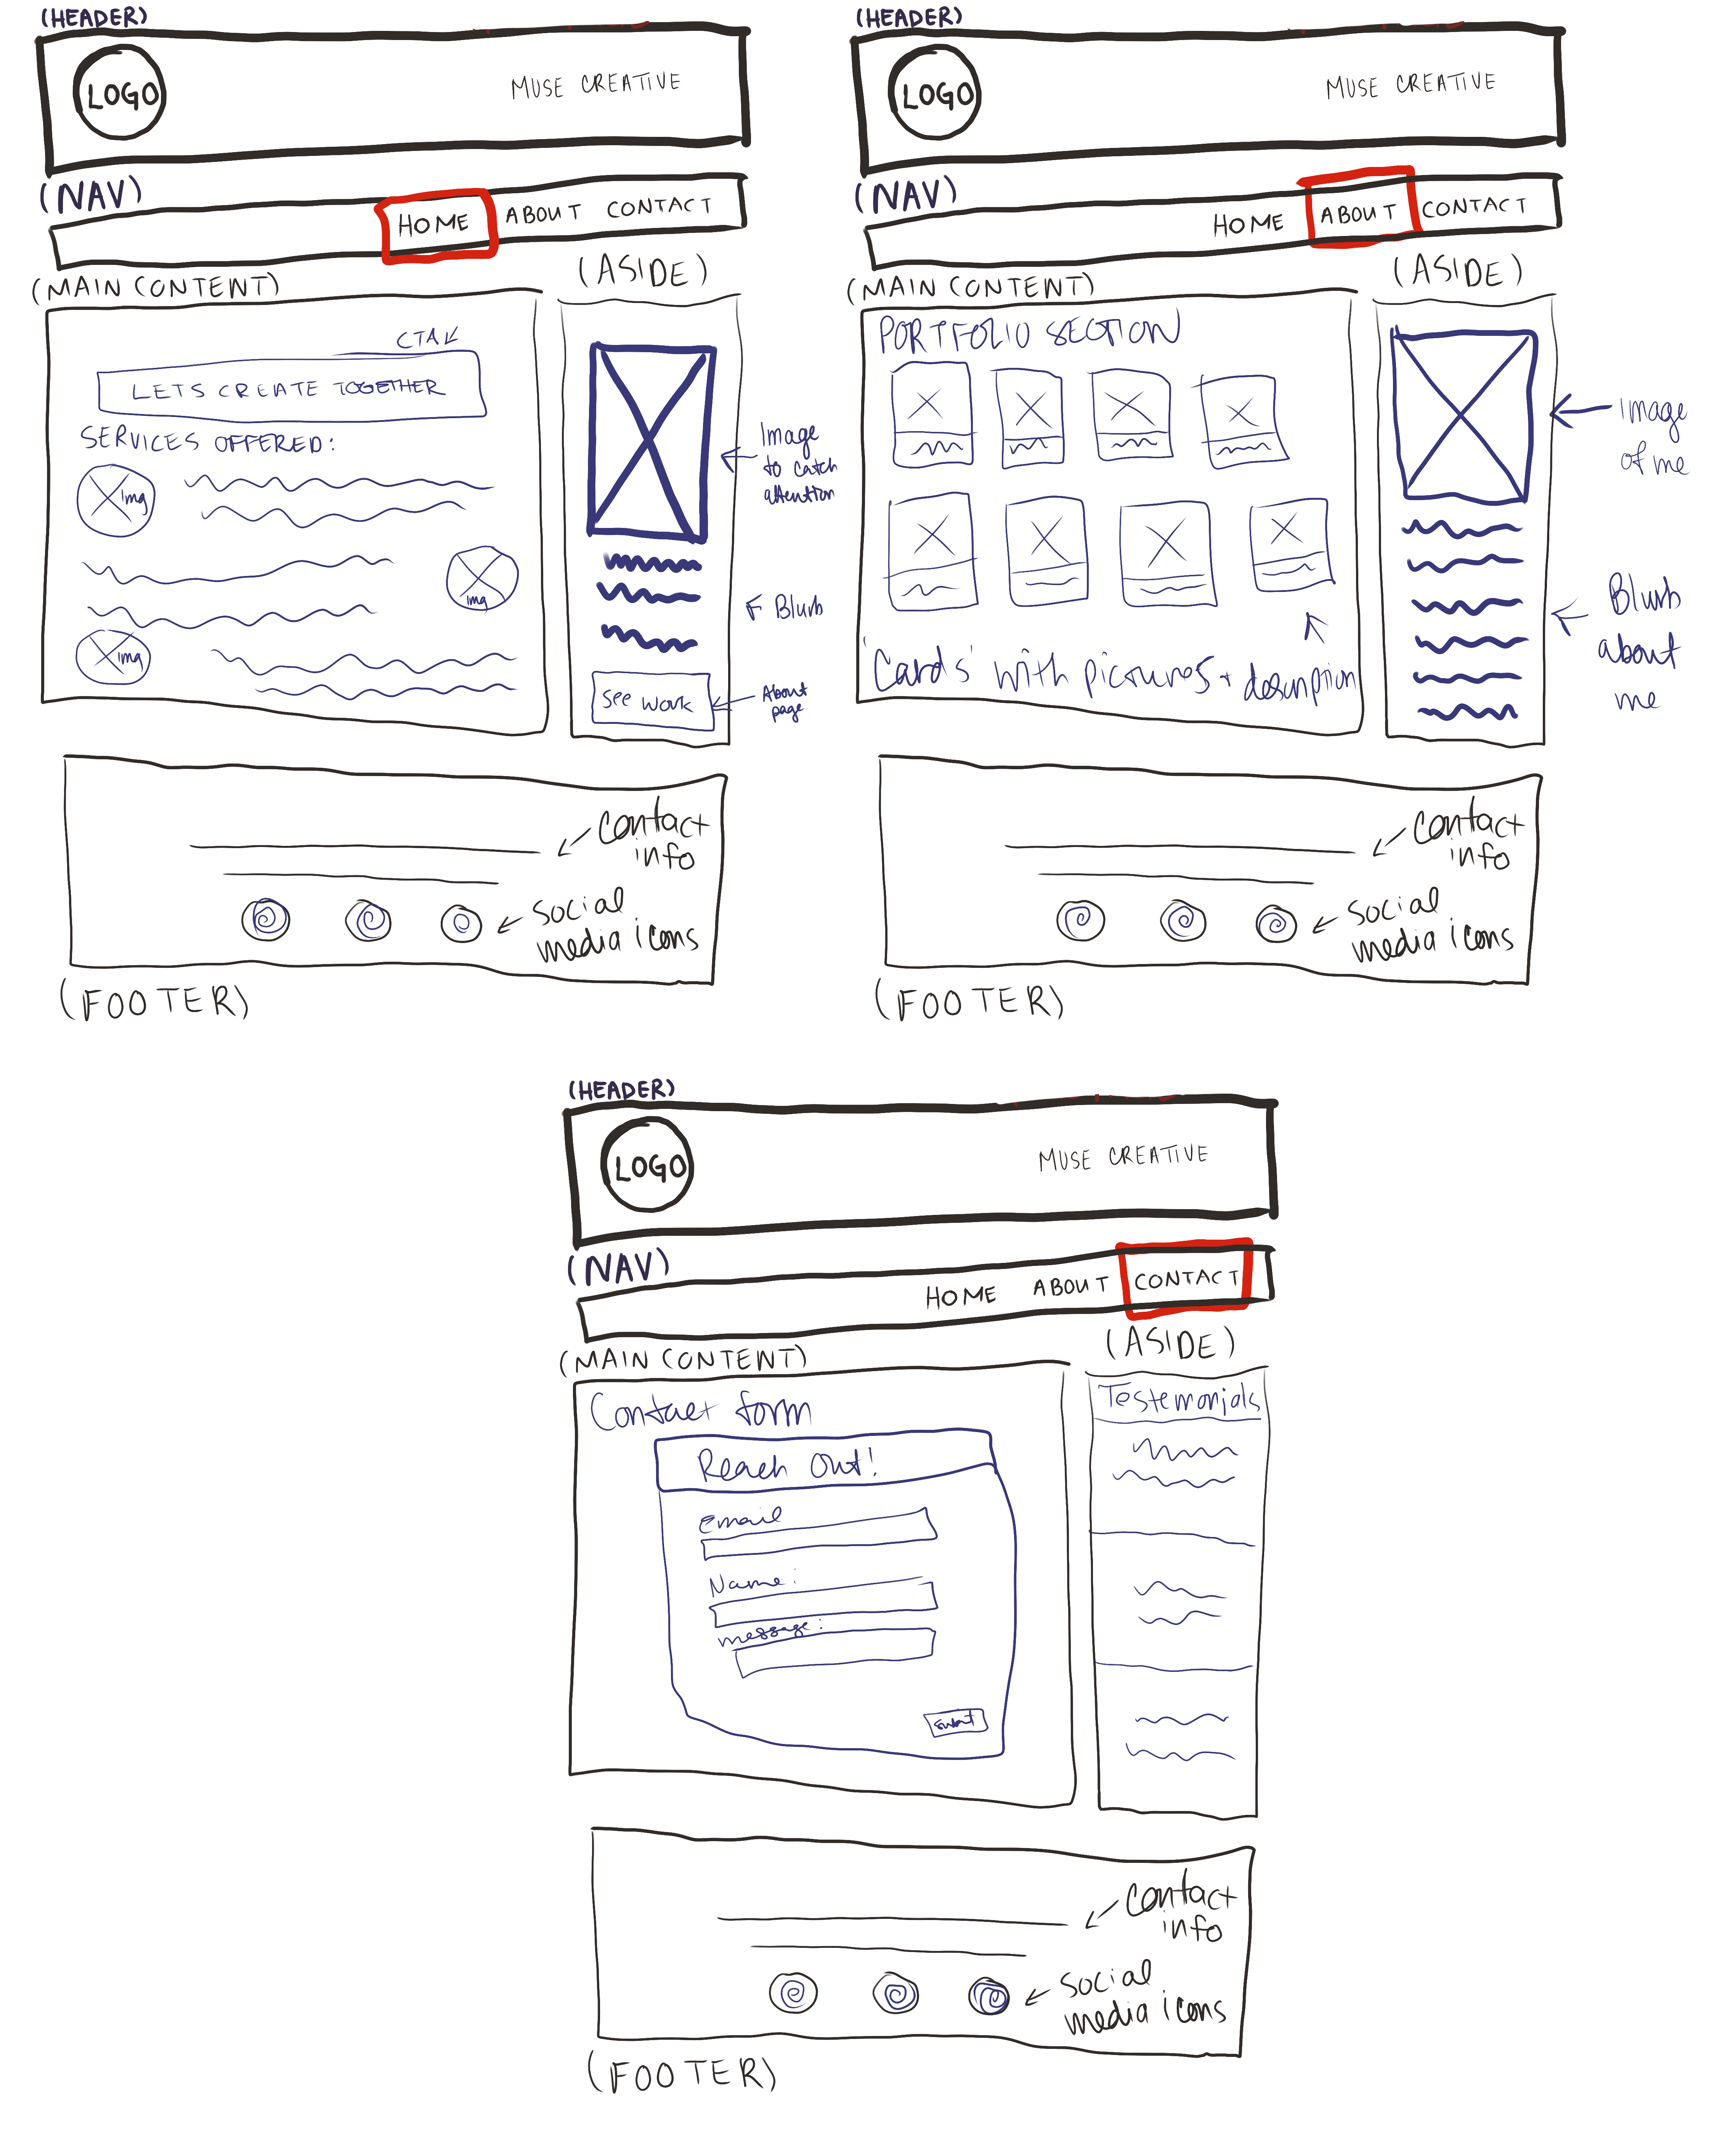 (HEADER)
LOGO
MUSE CREATIVE
(NAV)
HOME ABOUT CONTACT
(MAIN CONTENT)
(ASIDE)
CTA
LETS CREATE TOGETHER
SERVICES OFFERED:
img
img
img
Image
to catch
attention
Blurb
See work
About
page
Contact
info
Social
media icons
(FOOTER)
(HEADER)
LOGO
MUSE CREATIVE
(NAV)
HOME ABOUT CONTACT
(MAIN CONTENT)
(ASIDE)
PORTFOLIO SECTION
'Cards' with pictures + description
Image
of me
Blurb
about
me
Contact
info
Social
media icons
(FOOTER)
(HEADER)
LOGO
MUSE CREATIVE
(NAV)
HOME ABOUT CONTACT
(MAIN CONTENT)
(ASIDE)
Contact form
Reach Out!
Email
Name:
message:
submit
Testemonials
Contact
info
Social
media icons
(FOOTER)